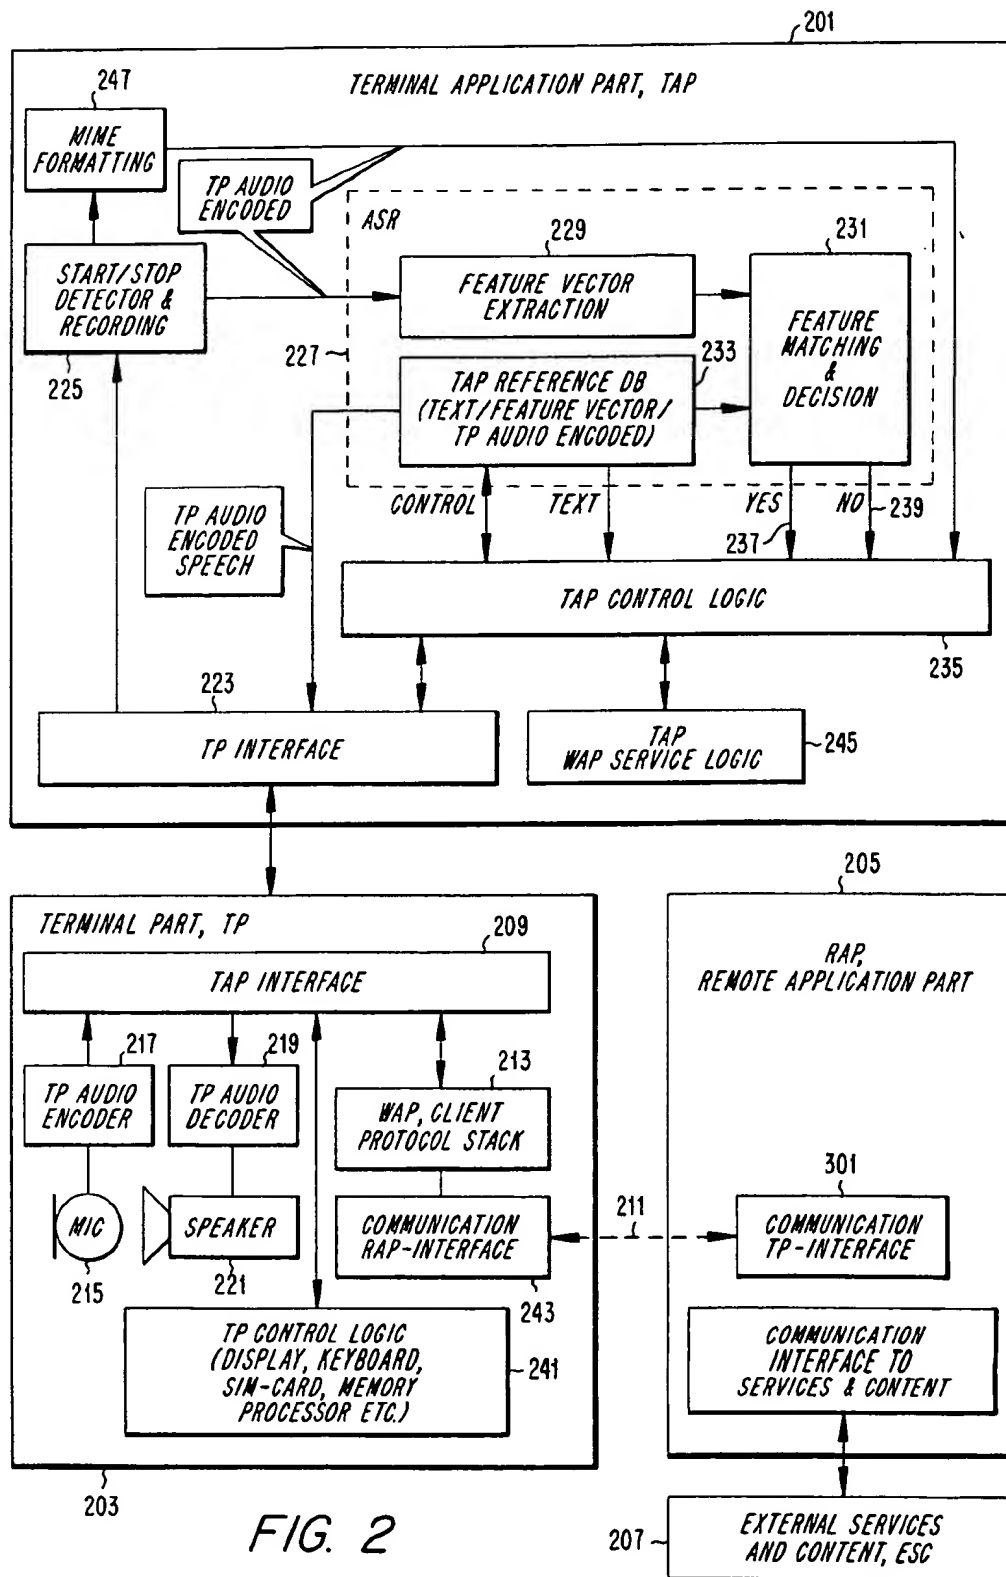 201
TERMINAL APPLICATION PART, TAP
247
MIME
FORMATTING
TP AUDIO
ENCODED
ASR
229
231
START/STOP
DETECTOR &
RECORDING
225
FEATURE VECTOR
EXTRACTION
FEATURE
MATCHING
&
DECISION
227
233
TAP REFERENCE DB
(TEXT/FEATURE VECTOR/
TP AUDIO ENCODED)
CONTROL
TEXT
YES
NO
239
237
TP AUDIO
ENCODED
SPEECH
TAP CONTROL LOGIC
235
223
TP INTERFACE
TAP
WAP SERVICE LOGIC
245
205
TERMINAL PART, TP
209
TAP INTERFACE
RAP,
REMOTE APPLICATION PART
217
219
213
TP AUDIO
ENCODER
TP AUDIO
DECODER
WAP, CLIENT
PROTOCOL STACK
MIC
215
SPEAKER
221
COMMUNICATION
RAP-INTERFACE
243
211
301
COMMUNICATION
TP-INTERFACE
TP CONTROL LOGIC
(DISPLAY, KEYBOARD,
SIM-CARD, MEMORY
PROCESSOR ETC.)
241
COMMUNICATION
INTERFACE TO
SERVICES & CONTENT
203
FIG. 2
207
EXTERNAL SERVICES
AND CONTENT, ESC